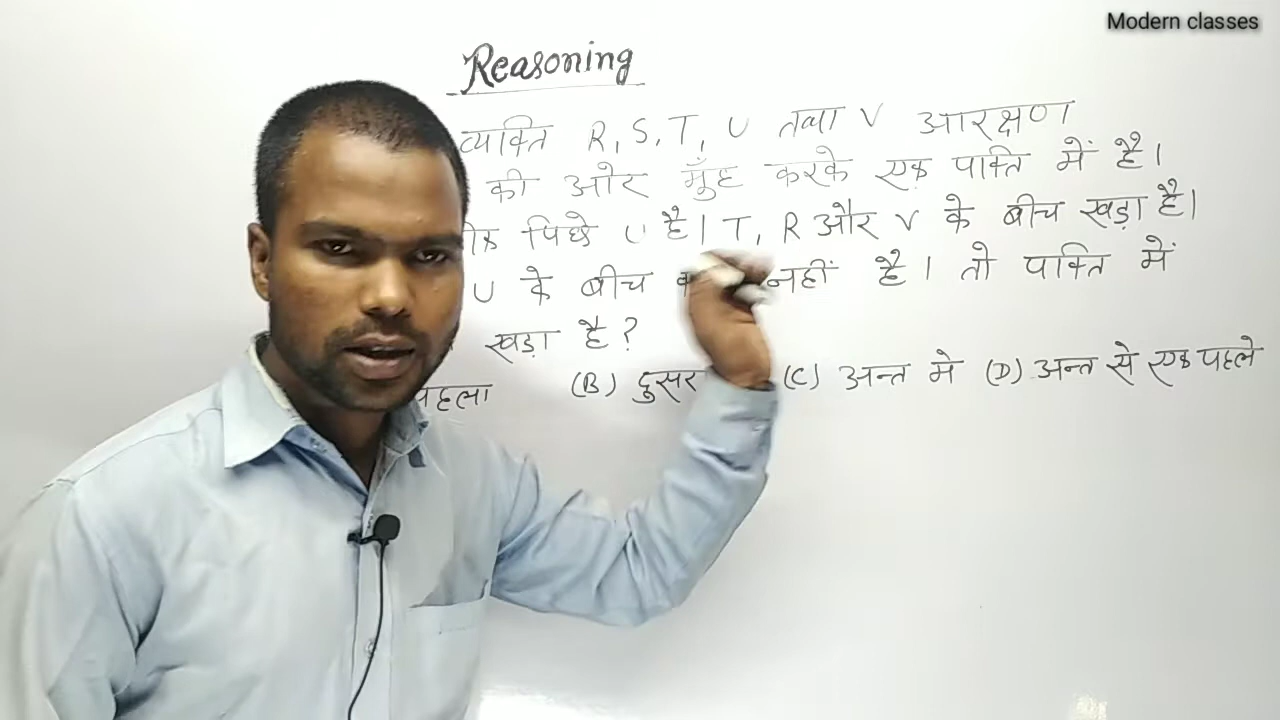 Modern classes
Reasoning
व्यक्ति R, S, T, U तथा V आरक्षण
की ओर मुँह करके एक पाक्ति में है।
पिछे U है। T, R और V के बीच खड़ा है।
U के बीच नहीं है। तो पाक्ति में
खड़ा है?
पहला (B) दुसर (C) अन्त मे (D) अन्त से एक पहले